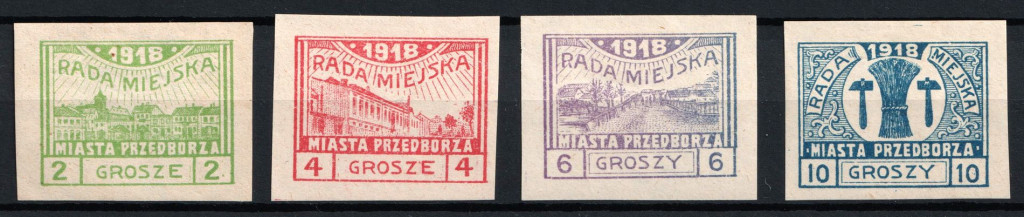 1918
RADA MIEJSKA
MIASTA PRZEDBORZA
2 GROSZE 2
1918
RADA MIEJSKA
MIASTA PRZEDBORZA
4 GROSZE 4
1918
RADA MIEJSKA
MIASTA PRZEDBORZA
6 GROSZY 6
1918
RADA MIEJSKA
MIASTA PRZEDBORZA
10 GROSZY 10